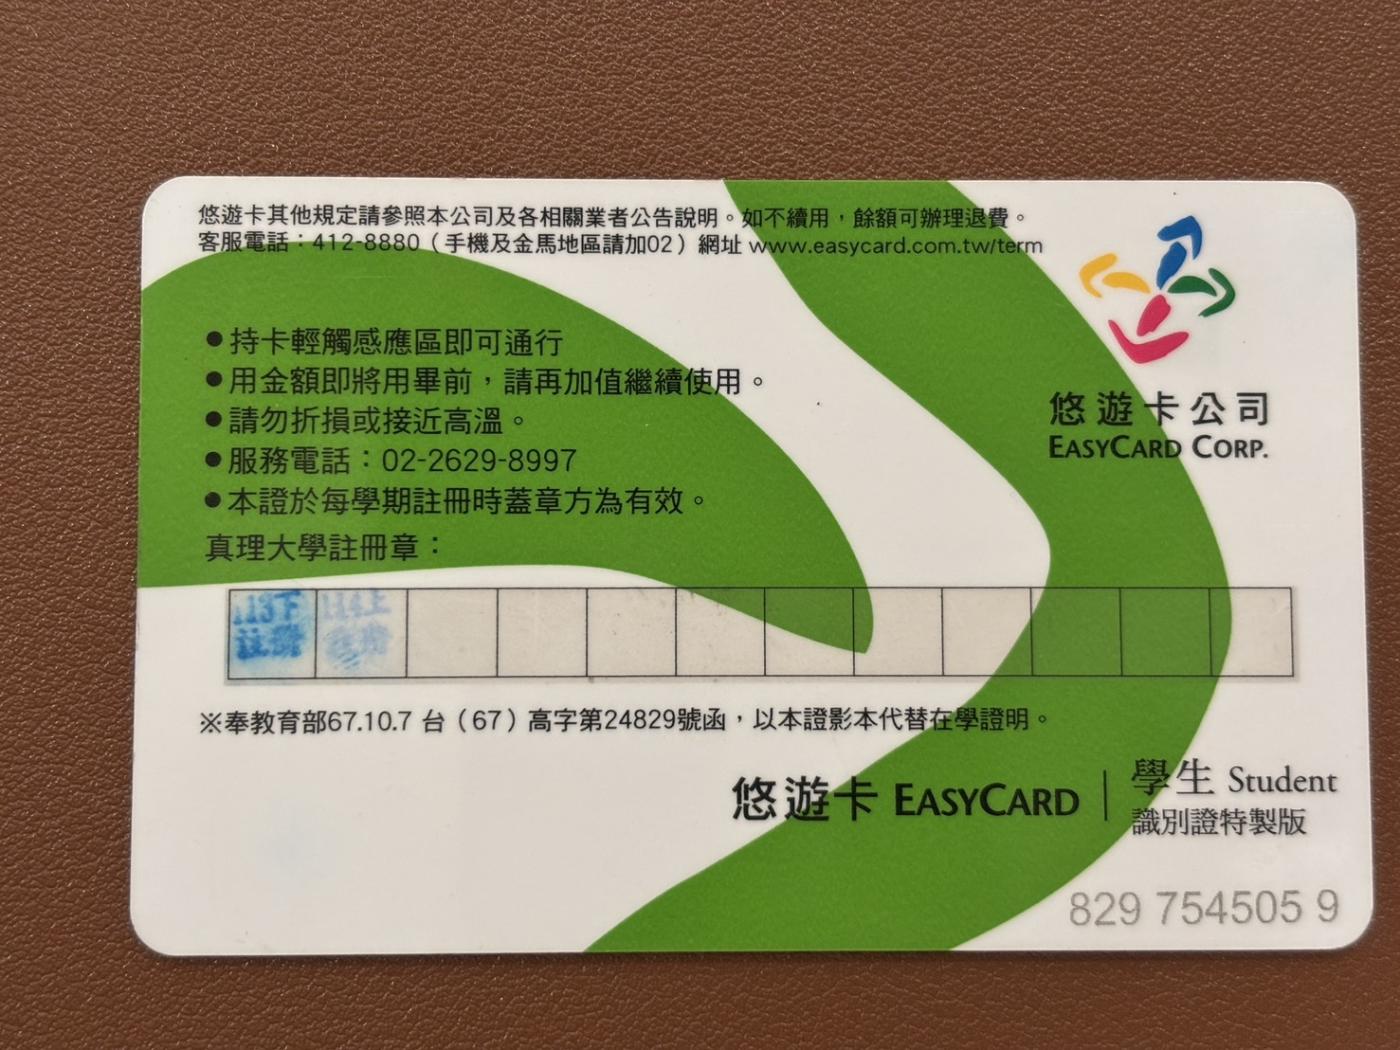 悠遊卡其他規定請參照本公司及各相關業者公告說明。如不續用，餘額可辦理退費。
客服電話：412-8880（手機及金馬地區請加02）網址 www.easycard.com.tw/term
●持卡輕觸感應區即可通行
●用金額即將用畢前，請再加值繼續使用。
●請勿折損或接近高溫。
●服務電話：02-2629-8997
●本證於每學期註冊時蓋章方為有效。
真理大學註冊章：
悠遊卡公司
EASYCARD CORP.
113下
註冊
114上
※奉教育部67.10.7 台（67）高字第24829號函，以本證影本代替在學證明。
悠遊卡 EASYCARD
學生 Student
識別證特製版
829 754505 9